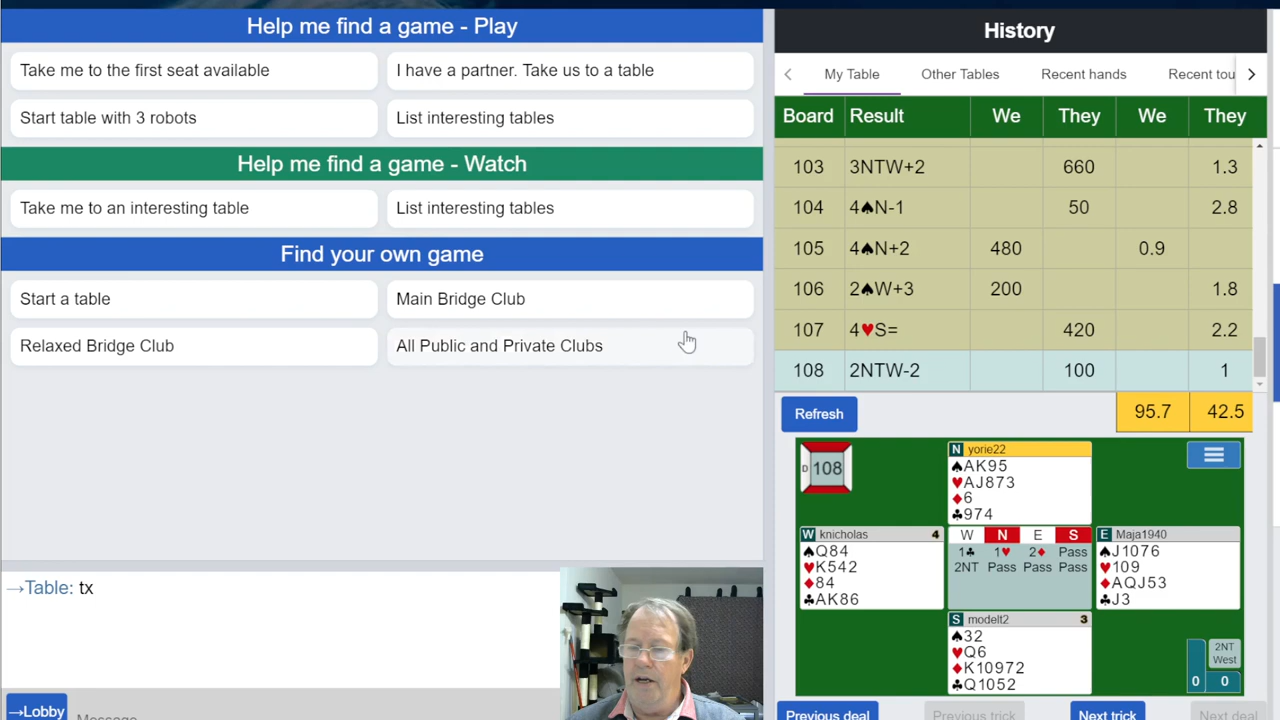 Help me find a game - Play
Take me to the first seat available
I have a partner. Take us to a table
Start table with 3 robots
List interesting tables
Help me find a game - Watch
Take me to an interesting table
List interesting tables
Find your own game
Start a table
Main Bridge Club
Relaxed Bridge Club
All Public and Private Clubs
→Table: tx
→Lobby
Message
History
My Table Other Tables Recent hands Recent tou
Board Result We They We They
103 3NTW+2 660 1.3
104 4♠N-1 50 2.8
105 4♠N+2 480 0.9
106 2♠W+3 200 1.8
107 4♥S= 420 2.2
108 2NTW-2 100 1
Refresh 95.7 42.5
D 108
N yorie22
♠AK95
♥AJ873
♦6
♣974
W knicholas 4
♠Q84
♥K542
♦84
♣AK86
W N E S
1♣ 1♥ 2♦ Pass
2NT Pass Pass Pass
E Maja1940
♠J1076
♥109
♦AQJ53
♣J3
S modelt2 3
♠32
♥Q6
♦K10972
♣Q1052
2NT
West
0 0
Previous deal Previous trick Next trick Next deal